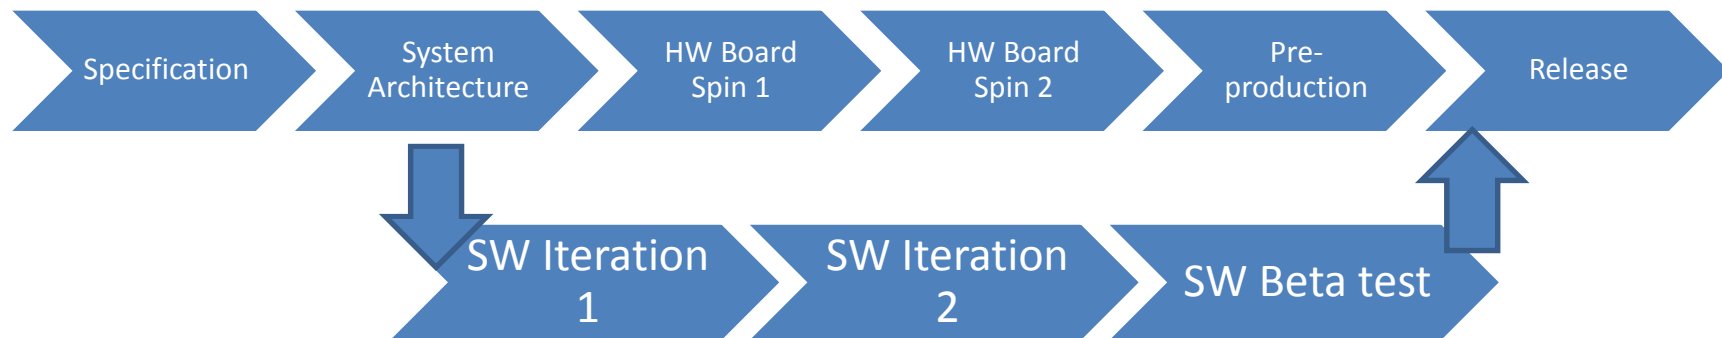 Specification
System
Architecture
HW Board
Spin 1
HW Board
Spin 2
Pre-
production
Release
SW Iteration
1
SW Iteration
2
SW Beta test